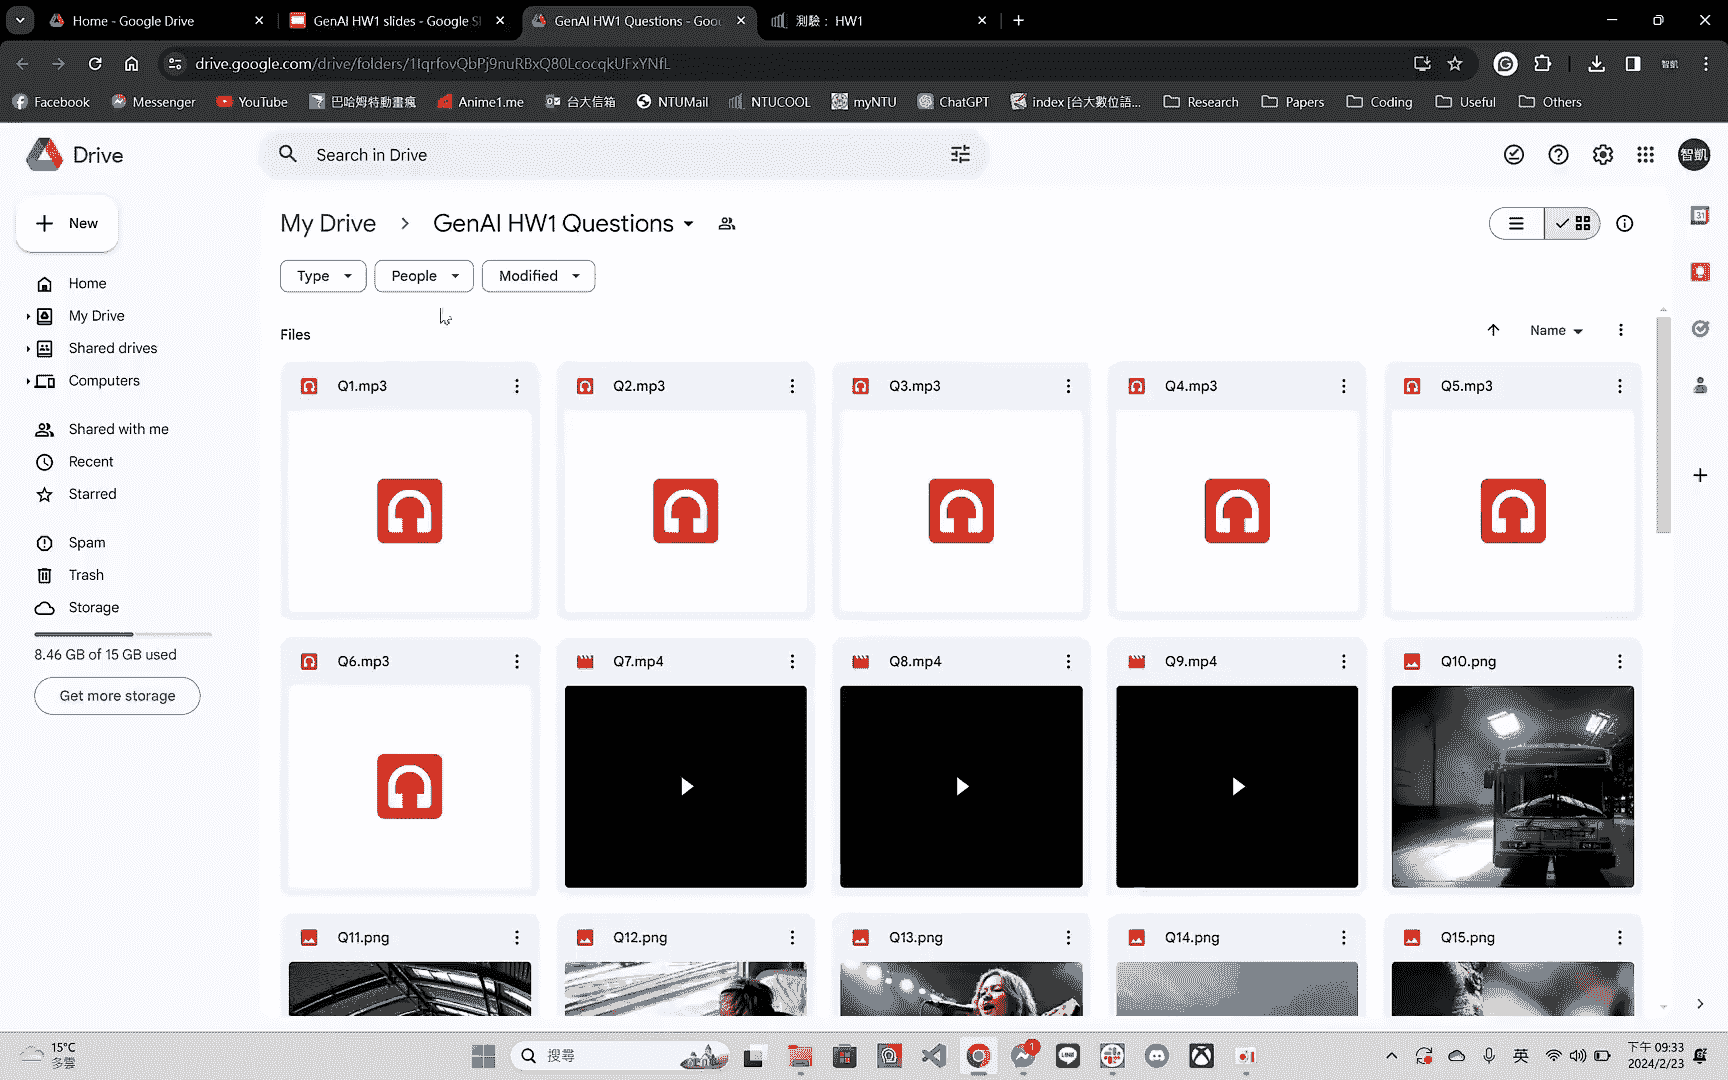 Home - Google Drive
GenAI HW1 slides - Google Sl
GenAI HW1 Questions - Goo
測驗： HW1
drive.google.com/drive/folders/1IqrfovQbPj9nuRBxQ80LcocqkUFxYNfL
智凱
Facebook
Messenger
YouTube
巴哈姆特動畫瘋
Anime1.me
台大信箱
NTUMail
NTUCOOL
myNTU
ChatGPT
index [台大數位語...
Research
Papers
Coding
Useful
Others
Drive
Search in Drive
智凱
New
My Drive
GenAI HW1 Questions
Type
People
Modified
Home
My Drive
Shared drives
Computers
Shared with me
Recent
Starred
Spam
Trash
Storage
8.46 GB of 15 GB used
Get more storage
Files
Name
31
Q1.mp3
Q2.mp3
Q3.mp3
Q4.mp3
Q5.mp3
Q6.mp3
Q7.mp4
Q8.mp4
Q9.mp4
Q10.png
Q11.png
Q12.png
Q13.png
Q14.png
Q15.png
15°C
多雲
搜尋
1
LINE
英
下午 09:33
2024/2/23